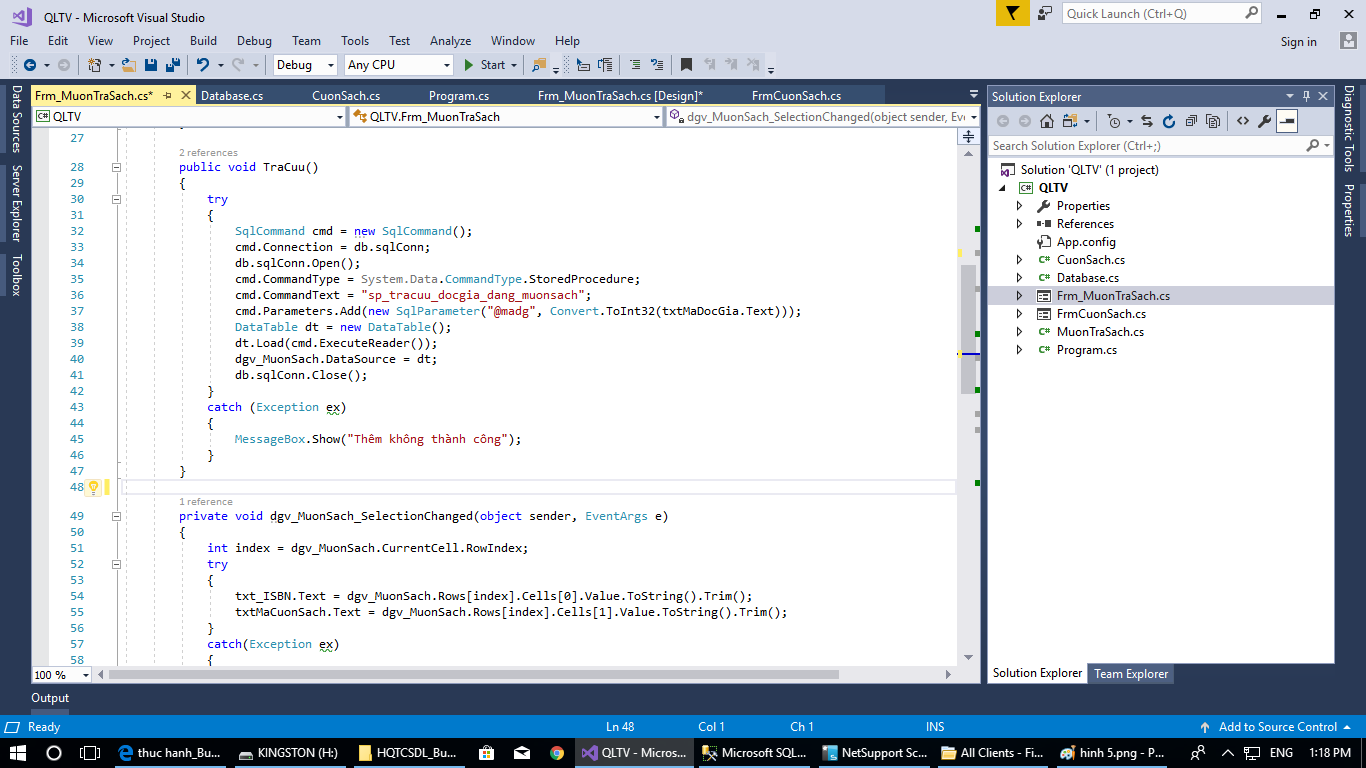 QLTV - Microsoft Visual Studio
Quick Launch (Ctrl+Q)
File Edit View Project Build Debug Team Tools Test Analyze Window Help
Sign in
Debug Any CPU Start
Frm_MuonTraSach.cs* Database.cs CuonSach.cs Program.cs Frm_MuonTraSach.cs [Design]* FrmCuonSach.cs
QLTV QLTV.Frm_MuonTraSach dgv_MuonSach_SelectionChanged(object sender, Eve
Data Sources
Server Explorer
Toolbox
27
2 references
28 public void TraCuu()
29 {
30 try
31 {
32 SqlCommand cmd = new SqlCommand();
33 cmd.Connection = db.sqlConn;
34 db.sqlConn.Open();
35 cmd.CommandType = System.Data.CommandType.StoredProcedure;
36 cmd.CommandText = "sp_tracuu_docgia_dang_muonsach";
37 cmd.Parameters.Add(new SqlParameter("@madg", Convert.ToInt32(txtMaDocGia.Text)));
38 DataTable dt = new DataTable();
39 dt.Load(cmd.ExecuteReader());
40 dgv_MuonSach.DataSource = dt;
41 db.sqlConn.Close();
42 }
43 catch (Exception ex)
44 {
45 MessageBox.Show("Thêm không thành công");
46 }
47 }
48
1 reference
49 private void dgv_MuonSach_SelectionChanged(object sender, EventArgs e)
50 {
51 int index = dgv_MuonSach.CurrentCell.RowIndex;
52 try
53 {
54 txt_ISBN.Text = dgv_MuonSach.Rows[index].Cells[0].Value.ToString().Trim();
55 txtMaCuonSach.Text = dgv_MuonSach.Rows[index].Cells[1].Value.ToString().Trim();
56 }
57 catch(Exception ex)
58 {
100 %
Solution Explorer
Search Solution Explorer (Ctrl+;)
Solution 'QLTV' (1 project)
QLTV
Properties
References
App.config
CuonSach.cs
Database.cs
Frm_MuonTraSach.cs
FrmCuonSach.cs
MuonTraSach.cs
Program.cs
Solution Explorer Team Explorer
Diagnostic Tools
Properties
Output
Ready Ln 48 Col 1 Ch 1 INS Add to Source Control
thuc hanh_Bu... KINGSTON (H:) HQTCSDL_Bu... QLTV - Micros... Microsoft SQL... NetSupport Sc... All Clients - Fi... hinh 5.png - P... ENG 1:18 PM